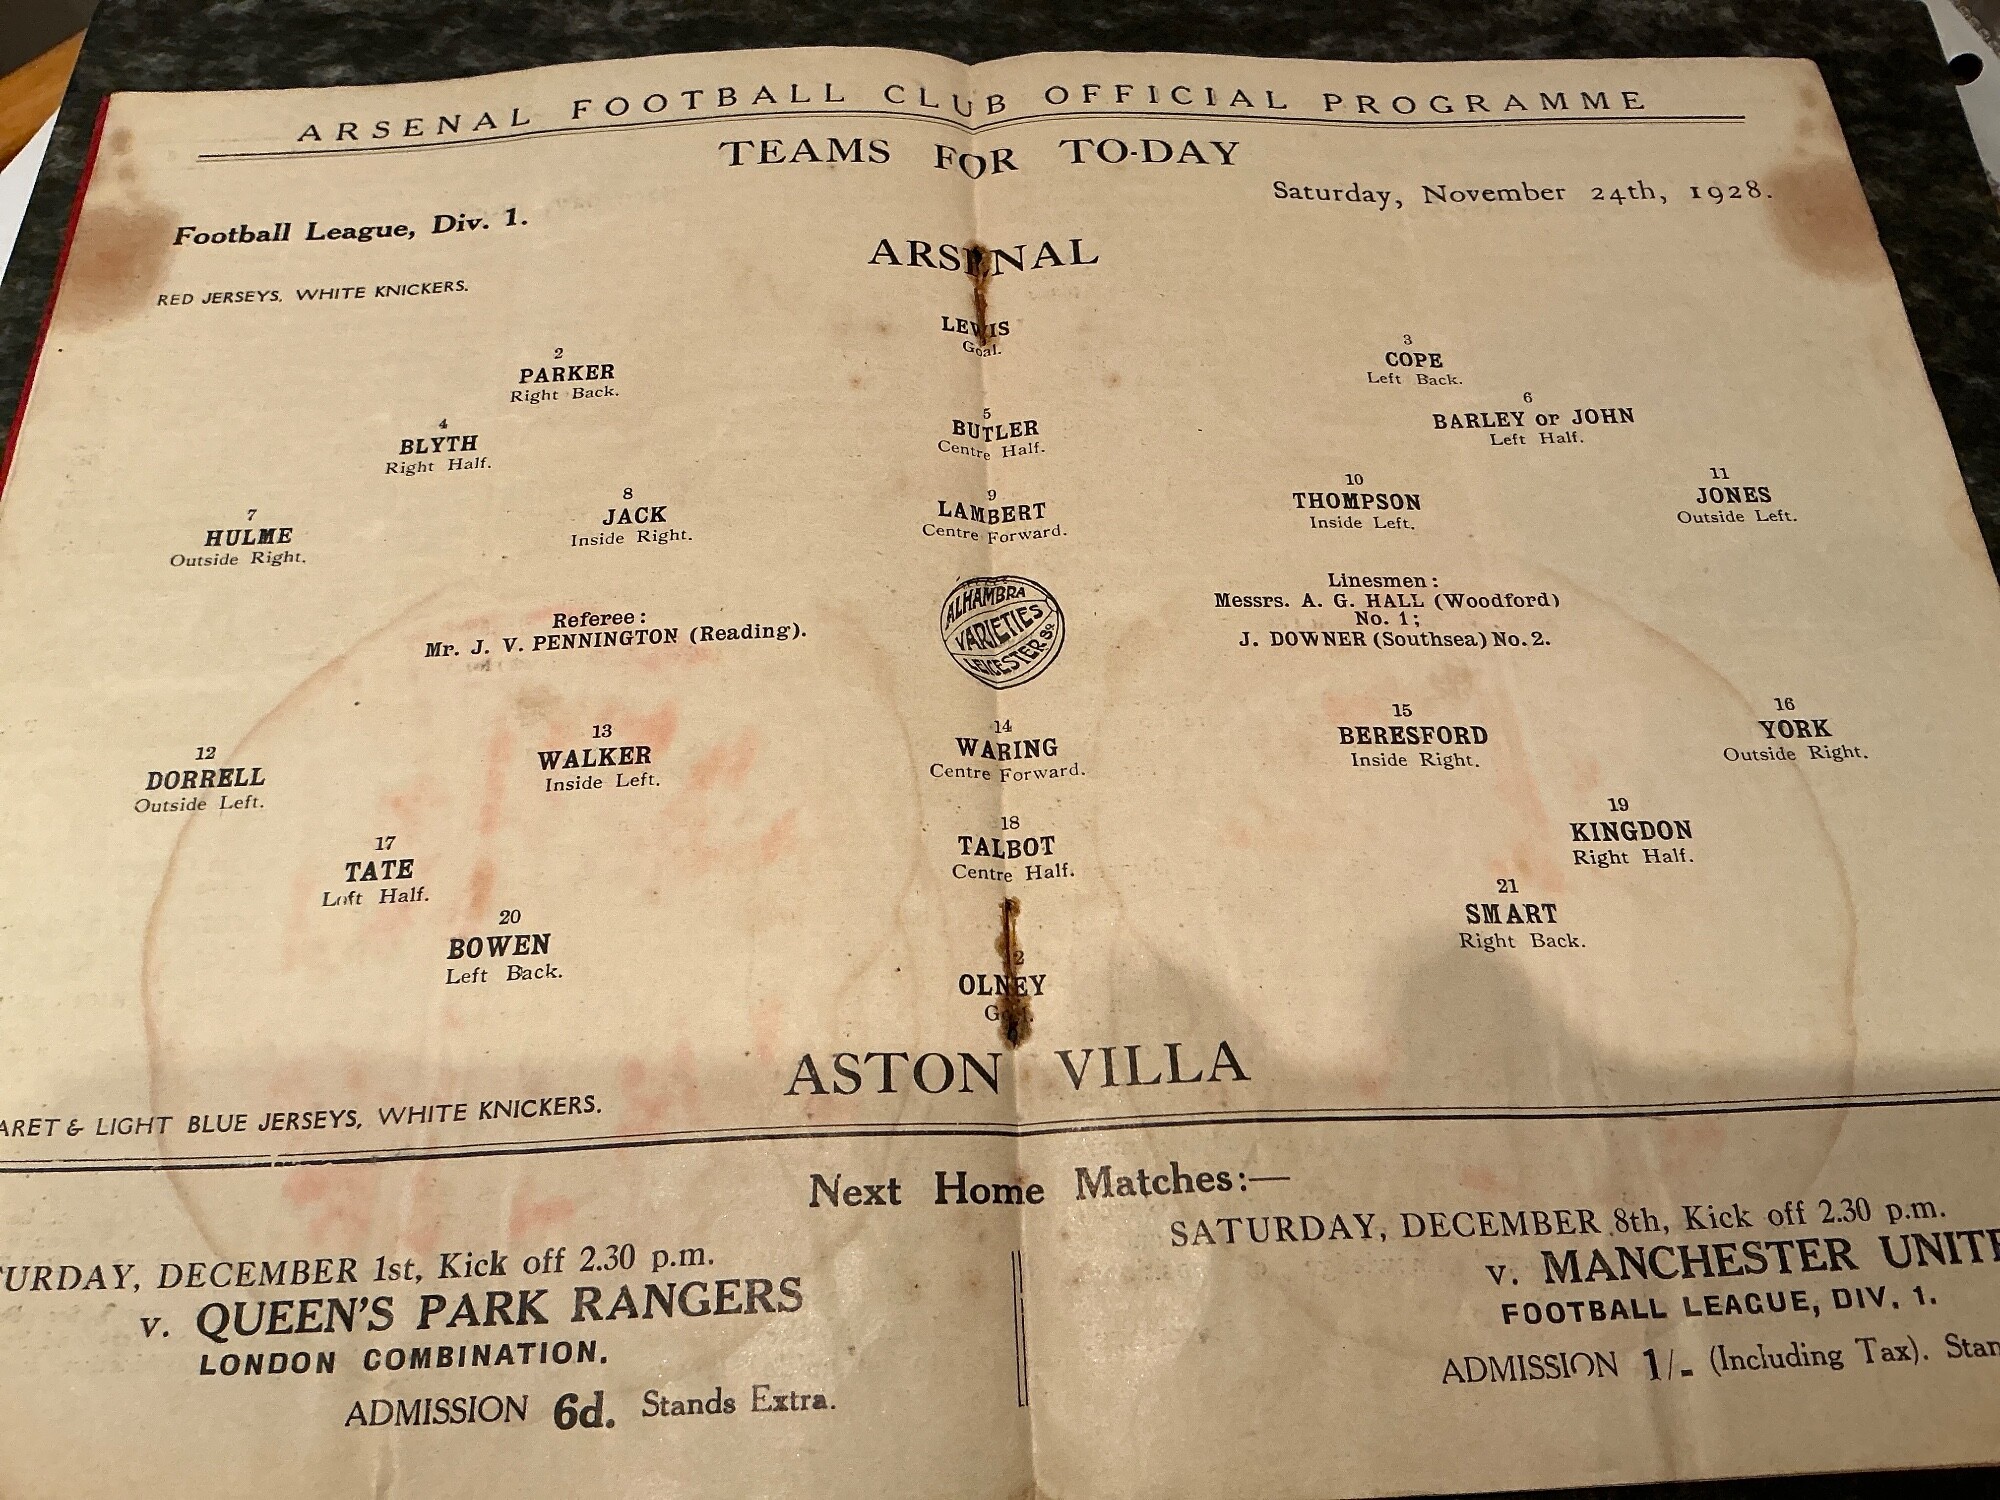 ARSENAL FOOTBALL CLUB OFFICIAL PROGRAMME
TEAMS FOR TO-DAY
Saturday, November 24th, 1928.
Football League, Div. 1.
ARSENAL
RED JERSEYS, WHITE KNICKERS.
LEWIS
Goal.
2
PARKER
Right Back.
3
COPE
Left Back.
4
BLYTH
Right Half.
5
BUTLER
Centre Half.
6
BARLEY or JOHN
Left Half.
7
HULME
Outside Right.
8
JACK
Inside Right.
9
LAMBERT
Centre Forward.
10
THOMPSON
Inside Left.
11
JONES
Outside Left.
Referee:
Mr. J. V. PENNINGTON (Reading).
ALHAMBRA
VARIETIES
LEICESTER SQ
Linesmen:
Messrs. A. G. HALL (Woodford)
No. 1;
J. DOWNER (Southsea) No. 2.
12
DORRELL
Outside Left.
13
WALKER
Inside Left.
14
WARING
Centre Forward.
15
BERESFORD
Inside Right.
16
YORK
Outside Right.
17
TATE
Left Half.
18
TALBOT
Centre Half.
19
KINGDON
Right Half.
20
BOWEN
Left Back.
21
SMART
Right Back.
2
OLNEY
Goal.
ASTON VILLA
ARET & LIGHT BLUE JERSEYS, WHITE KNICKERS.
Next Home Matches:—
TURDAY, DECEMBER 1st, Kick off 2.30 p.m.
v. QUEEN'S PARK RANGERS
LONDON COMBINATION.
ADMISSION 6d. Stands Extra.
SATURDAY, DECEMBER 8th, Kick off 2.30 p.m.
v. MANCHESTER UNITE
FOOTBALL LEAGUE, DIV. 1.
ADMISSION 1/- (Including Tax). Stan